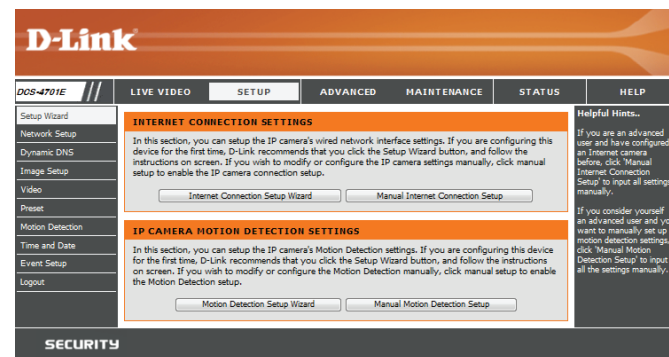 D-Link
DCS-4701E
LIVE VIDEO
SETUP
ADVANCED
MAINTENANCE
STATUS
HELP
Setup Wizard
Network Setup
Dynamic DNS
Image Setup
Video
Preset
Motion Detection
Time and Date
Event Setup
Logout
INTERNET CONNECTION SETTINGS
In this section, you can setup the IP camera's wired network interface settings. If you are configuring this
device for the first time, D-Link recommends that you click the Setup Wizard button, and follow the
instructions on screen. If you wish to modify or configure the IP camera settings manually, click manual
setup to enable the IP camera connection setup.
Internet Connection Setup Wizard
Manual Internet Connection Setup
IP CAMERA MOTION DETECTION SETTINGS
In this section, you can setup the IP camera's Motion Detection settings. If you are configuring this device
for the first time, D-Link recommends that you click the Setup Wizard button, and follow the instructions
on screen. If you wish to modify or configure the Motion Detection manually, click manual setup to enable
the Motion Detection setup.
Motion Detection Setup Wizard
Manual Motion Detection Setup
Helpful Hints..
If you are an advanced
user and have configured
an Internet camera
before, click 'Manual
Internet Connection
Setup' to input all settings
manually.
If you consider yourself
an advanced user and yo
want to manually set up
motion detection settings,
click 'Manual Motion
Detection Setup' to input
all the settings manually.
SECURITY